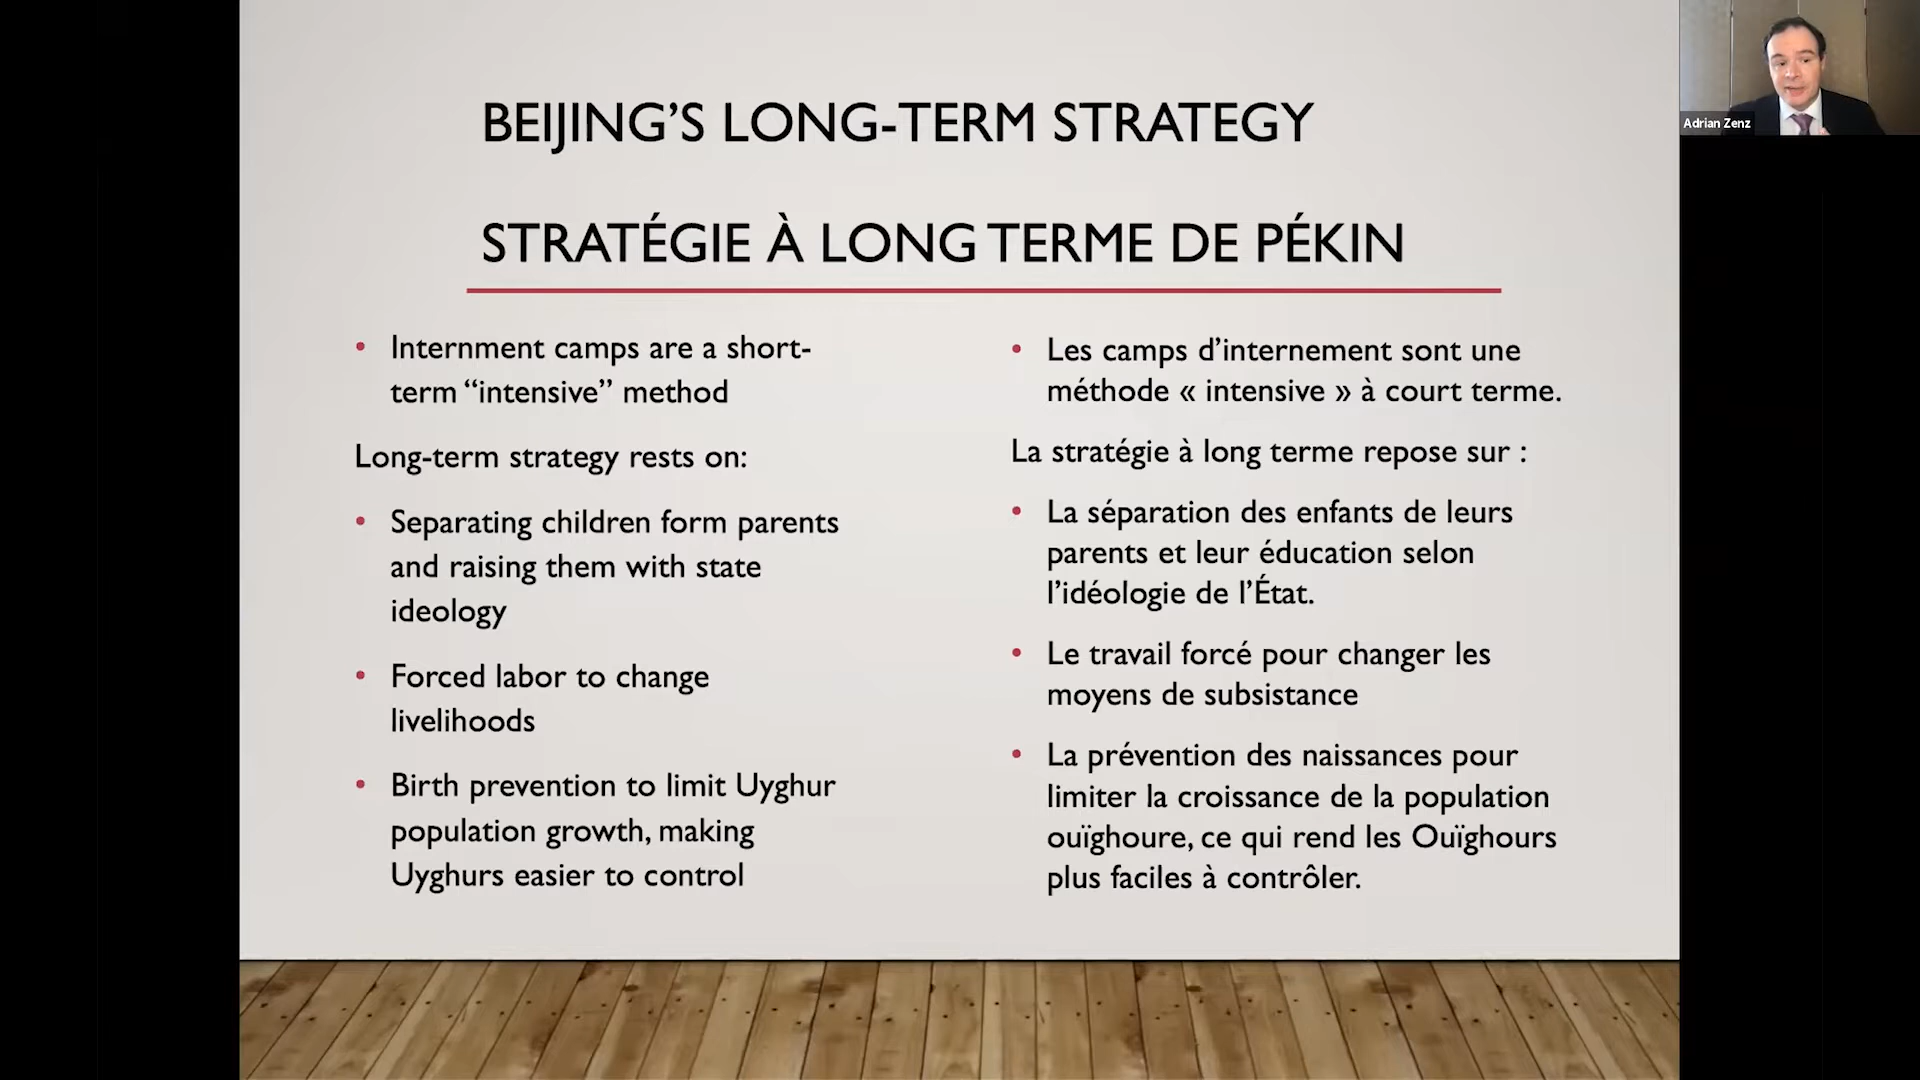 BEIJING’S LONG-TERM STRATEGY
STRATÉGIE À LONG TERME DE PÉKIN
• Internment camps are a short-
term “intensive” method
Long-term strategy rests on:
• Separating children form parents
and raising them with state
ideology
• Forced labor to change
livelihoods
• Birth prevention to limit Uyghur
population growth, making
Uyghurs easier to control
• Les camps d’internement sont une
méthode « intensive » à court terme.
La stratégie à long terme repose sur :
• La séparation des enfants de leurs
parents et leur éducation selon
l’idéologie de l’État.
• Le travail forcé pour changer les
moyens de subsistance
• La prévention des naissances pour
limiter la croissance de la population
ouïghoure, ce qui rend les Ouïghours
plus faciles à contrôler.
Adrian Zenz